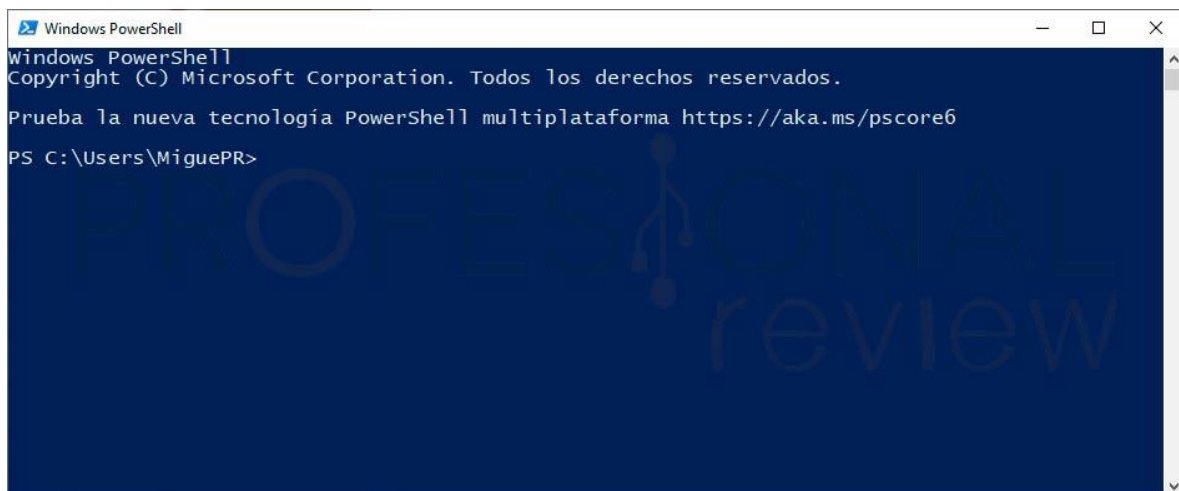 Windows PowerShell
Windows PowerShell
Copyright (C) Microsoft Corporation. Todos los derechos reservados.
Prueba la nueva tecnología PowerShell multiplataforma https://aka.ms/pscore6
PS C:\Users\MiguePR>
PROFESIONAL
review